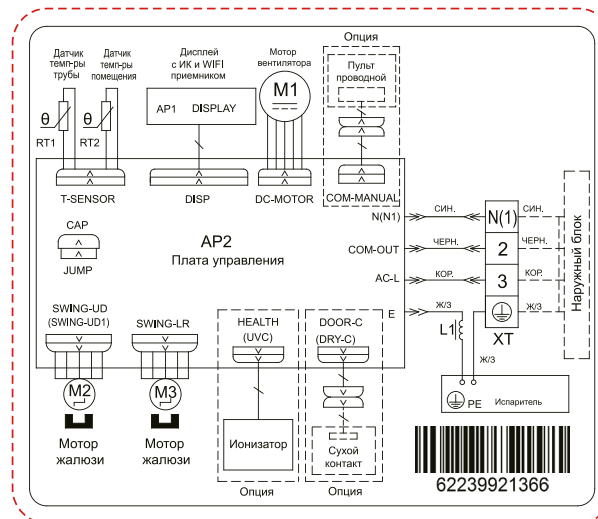 Опция
Датчик
темп-ры
трубы
Датчик
темп-ры
помещения
Дисплей
с ИК и WIFI
приемником
Мотор
вентилятора
Пульт
проводной
θ
RT1
θ
RT2
AP1 DISPLAY
M1
T-SENSOR
DISP
DC-MOTOR
COM-MANUAL
CAP
JUMP
AP2
Плата управления
N(N1)
СИН.
N(1)
СИН.
COM-OUT
ЧЕРН.
2
ЧЕРН.
AC-L
КОР.
3
КОР.
E
Ж/З
Ж/З
XT
Наружный блок
L1
Ж/З
PE
Испаритель
SWING-UD
(SWING-UD1)
SWING-LR
HEALTH
(UVC)
DOOR-C
(DRY-C)
M2
M3
Мотор
жалюзи
Мотор
жалюзи
Ионизатор
Сухой
контакт
Опция
Опция
62239921366